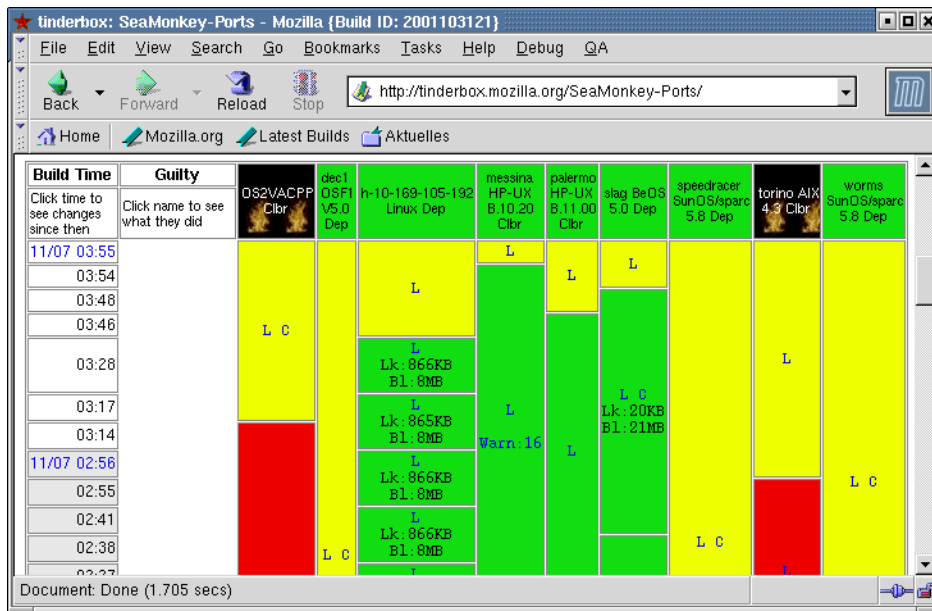 tinderbox: SeaMonkey-Ports - Mozilla {Build ID: 2001103121}
File Edit View Search Go Bookmarks Tasks Help Debug QA
Back Forward Reload Stop
http://tinderbox.mozilla.org/SeaMonkey-Ports/
Home Mozilla.org Latest Builds Aktuelles
Build Time
Click time to
see changes
since then
Guilty
Click name to see
what they did
OS2VACPP
Clbr
dec1
OSF1
V5.0
Dep
h-10-169-105-192
Linux Dep
messina
HP-UX
B.10.20
Clbr
palermo
HP-UX
B.11.00
Clbr
slag BeOS
5.0 Dep
speedracer
SunOS/sparc
5.8 Dep
torino AIX
4.3 Clbr
worms
SunOS/sparc
5.8 Dep
11/07 03:55
03:54
03:48
03:46
03:28
03:17
03:14
11/07 02:56
02:55
02:41
02:38
02:37
L C
L C
L
L
Lk:866KB
Bl:8MB
L
Lk:865KB
Bl:8MB
L
Lk:866KB
Bl:8MB
L
Lk:866KB
Bl:8MB
L
L
L
Warn:16
L
L
L
L C
Lk:20KB
Bl:21MB
L C
L
L
L C
Document: Done (1.705 secs)